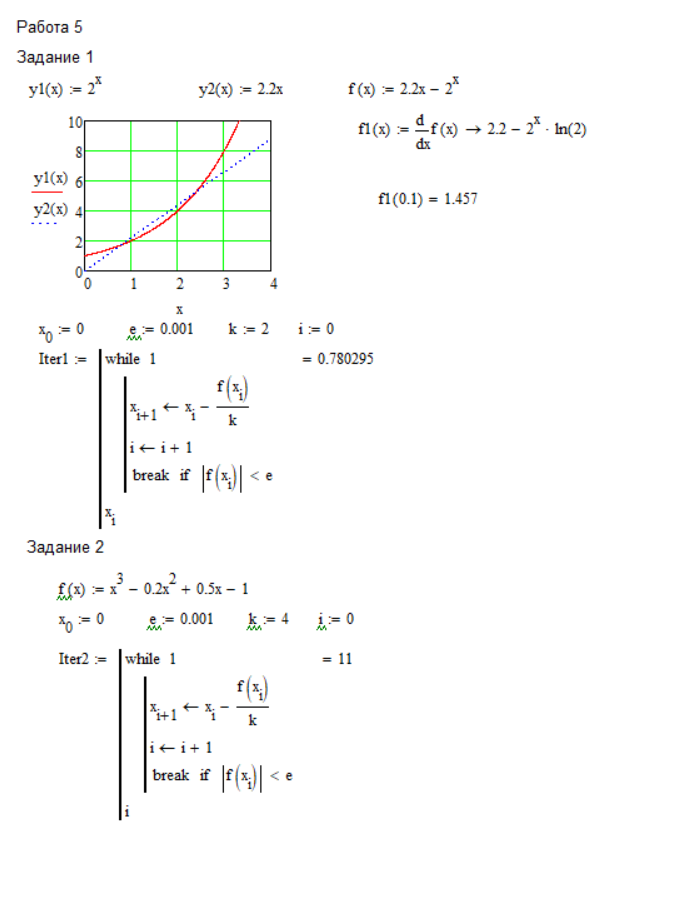 Работа 5
Задание 1
y1(x) := 2^x y2(x) := 2.2x f(x) := 2.2x − 2^x
f1(x) := d/dx f(x) → 2.2 − 2^x · ln(2)
f1(0.1) = 1.457
10
8
y1(x) 6
y2(x) 4
2
0
0 1 2 3 4
x
x_0 := 0 e := 0.001 k := 2 i := 0
Iter1 := while 1 = 0.780295
x_{i+1} ← x_i − f(x_i)/k
i ← i + 1
break if |f(x_i)| < e
x_i
Задание 2
f(x) := x^3 − 0.2x^2 + 0.5x − 1
x_0 := 0 e := 0.001 k := 4 i := 0
Iter2 := while 1 = 11
x_{i+1} ← x_i − f(x_i)/k
i ← i + 1
break if |f(x_i)| < e
i